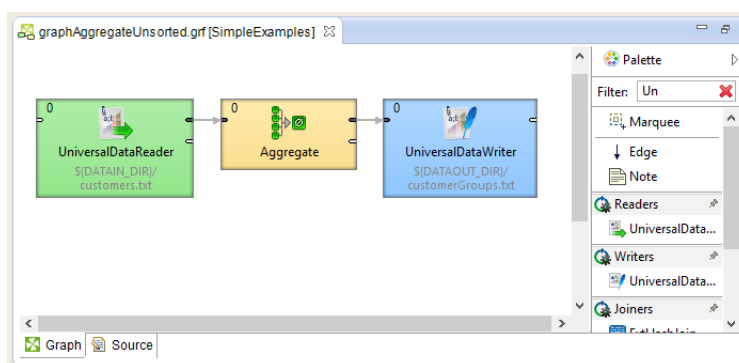 graphAggregateUnsorted.grf [SimpleExamples]
Palette
Filter: Un
Marquee
Edge
Note
Readers
UniversalData...
Writers
UniversalData...
Joiners
0
UniversalDataReader
$(DATAIN_DIR)/
customers.txt
0
Aggregate
0
UniversalDataWriter
$(DATAOUT_DIR)/
customerGroups.txt
Graph
Source